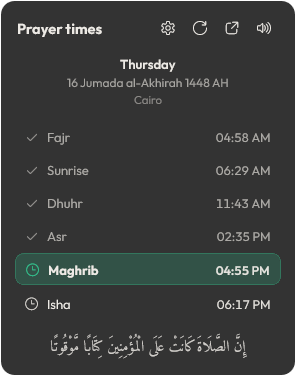 Prayer times
Thursday
16 Jumada al-Akhirah 1448 AH
Cairo
Fajr 04:58 AM
Sunrise 06:29 AM
Dhuhr 11:43 AM
Asr 02:35 PM
Maghrib 04:55 PM
Isha 06:17 PM
إِنَّ الصَّلَاةَ كَانَتْ عَلَى الْمُؤْمِنِينَ كِتَابًا مَّوْقُوتًا